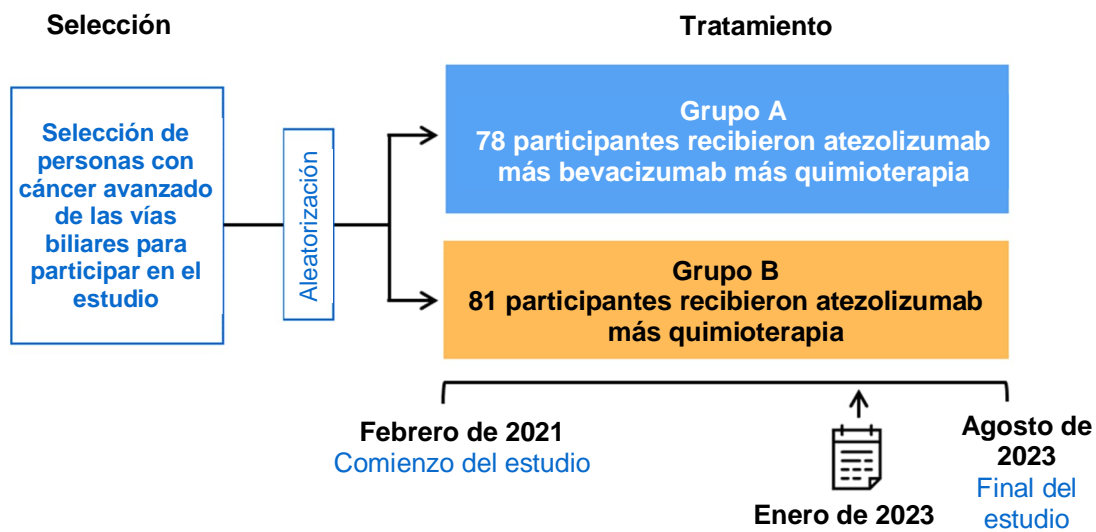 Selección
Tratamiento
Selección de
personas con
cáncer avanzado
de las vías
biliares para
participar en el
estudio
Aleatorización
Grupo A
78 participantes recibieron atezolizumab
más bevacizumab más quimioterapia
Grupo B
81 participantes recibieron atezolizumab
más quimioterapia
Febrero de 2021
Comienzo del estudio
Enero de 2023
Agosto de
2023
Final del
estudio